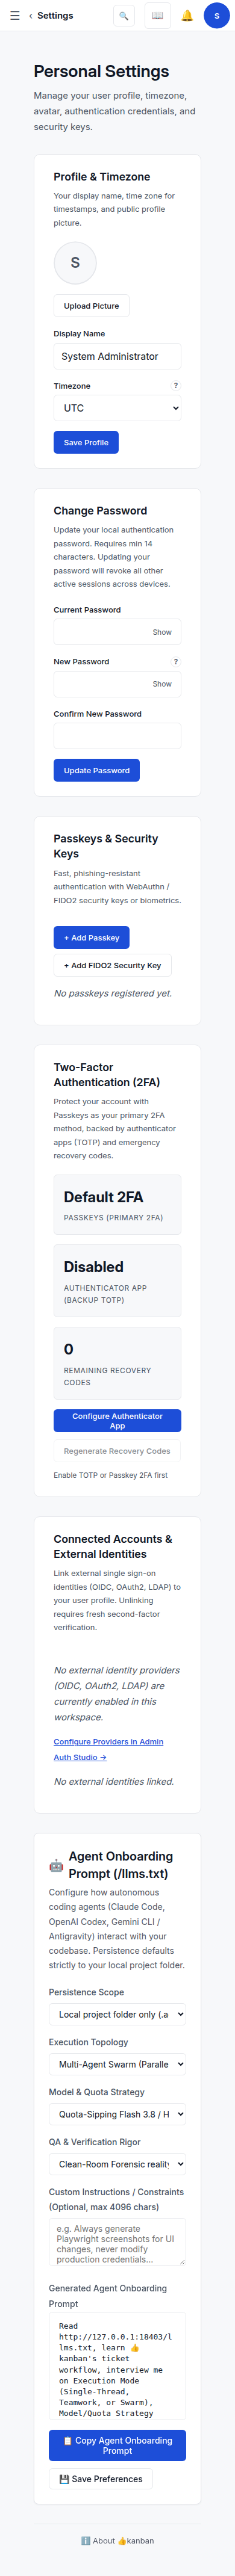 ☰ ‹ Settings 🔍 📖 🔔 S
Personal Settings
Manage your user profile, timezone,
avatar, authentication credentials, and
security keys.
Profile & Timezone
Your display name, time zone for
timestamps, and public profile
picture.
S
Upload Picture
Display Name
System Administrator
Timezone ?
UTC
Save Profile
Change Password
Update your local authentication
password. Requires min 14
characters. Updating your
password will revoke all other
active sessions across devices.
Current Password
Show
New Password ?
Show
Confirm New Password
Update Password
Passkeys & Security
Keys
Fast, phishing-resistant
authentication with WebAuthn /
FIDO2 security keys or biometrics.
+ Add Passkey
+ Add FIDO2 Security Key
No passkeys registered yet.
Two-Factor
Authentication (2FA)
Protect your account with
Passkeys as your primary 2FA
method, backed by authenticator
apps (TOTP) and emergency
recovery codes.
Default 2FA
PASSKEYS (PRIMARY 2FA)
Disabled
AUTHENTICATOR APP
(BACKUP TOTP)
0
REMAINING RECOVERY
CODES
Configure Authenticator
App
Regenerate Recovery Codes
Enable TOTP or Passkey 2FA first
Connected Accounts &
External Identities
Link external single sign-on
identities (OIDC, OAuth2, LDAP) to
your user profile. Unlinking
requires fresh second-factor
verification.
No external identity providers
(OIDC, OAuth2, LDAP) are
currently enabled in this
workspace.
Configure Providers in Admin
Auth Studio →
No external identities linked.
🤖 Agent Onboarding
Prompt (/llms.txt)
Configure how autonomous
coding agents (Claude Code,
OpenAI Codex, Gemini CLI /
Antigravity) interact with your
codebase. Persistence defaults
strictly to your local project folder.
Persistence Scope
Local project folder only (.a
Execution Topology
Multi-Agent Swarm (Paralle
Model & Quota Strategy
Quota-Sipping Flash 3.8 / H
QA & Verification Rigor
Clean-Room Forensic reality
Custom Instructions / Constraints
(Optional, max 4096 chars)
e.g. Always generate
Playwright screenshots for UI
changes, never modify
production credentials...
Generated Agent Onboarding
Prompt
Read
http://127.0.0.1:18403/l
lms.txt, learn 👍
kanban's ticket
workflow, interview me
on Execution Mode
(Single-Thread,
Teamwork, or Swarm),
Model/Quota Strategy
📋 Copy Agent Onboarding
Prompt
💾 Save Preferences
ℹ️ About 👍kanban